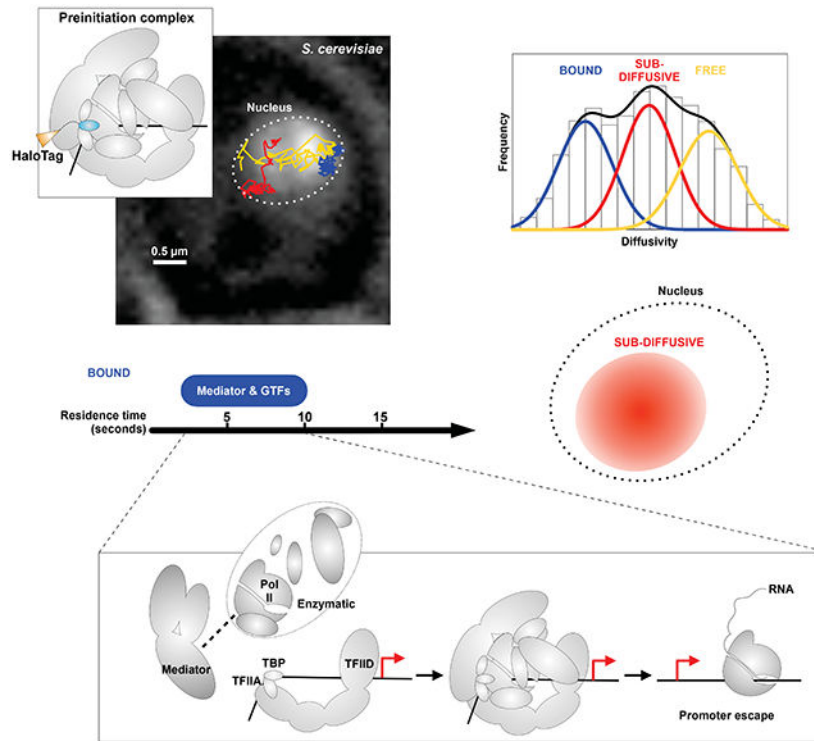 Preinitiation complex
HaloTag
S. cerevisiae
Nucleus
0.5 μm
BOUND
SUB-
DIFFUSIVE
FREE
Frequency
Diffusivity
Nucleus
SUB-DIFFUSIVE
BOUND
Mediator & GTFs
Residence time
(seconds)
5
10
15
Pol
II
Enzymatic
Mediator
TBP
TFIIA
TFIID
RNA
Promoter escape